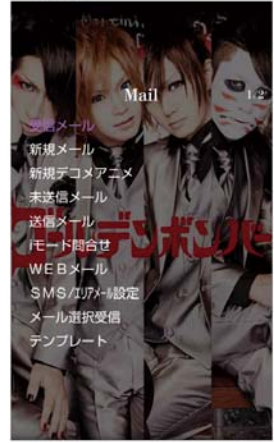 Mail 1/2
受信メール
新規メール
新規デコメアニメ
未送信メール
送信メール
ゴールデンボンバー
iモード問合せ
WEBメール
SMS/エリアメール設定
メール選択受信
テンプレート